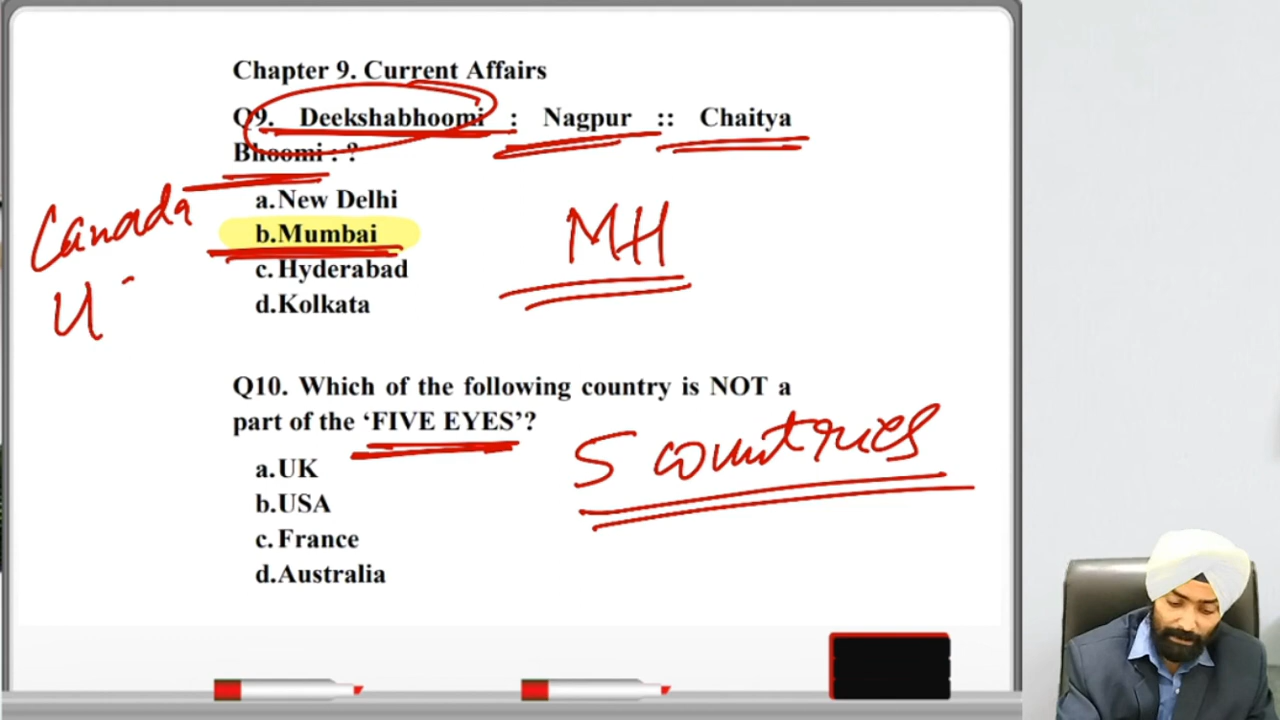 Chapter 9. Current Affairs
Q9. Deekshabhoomi : Nagpur :: Chaitya
Bhoomi : ?
a. New Delhi
b. Mumbai
c. Hyderabad
d. Kolkata
Canada
U
MH
Q10. Which of the following country is NOT a
part of the ‘FIVE EYES’?
5 countries
a. UK
b. USA
c. France
d. Australia